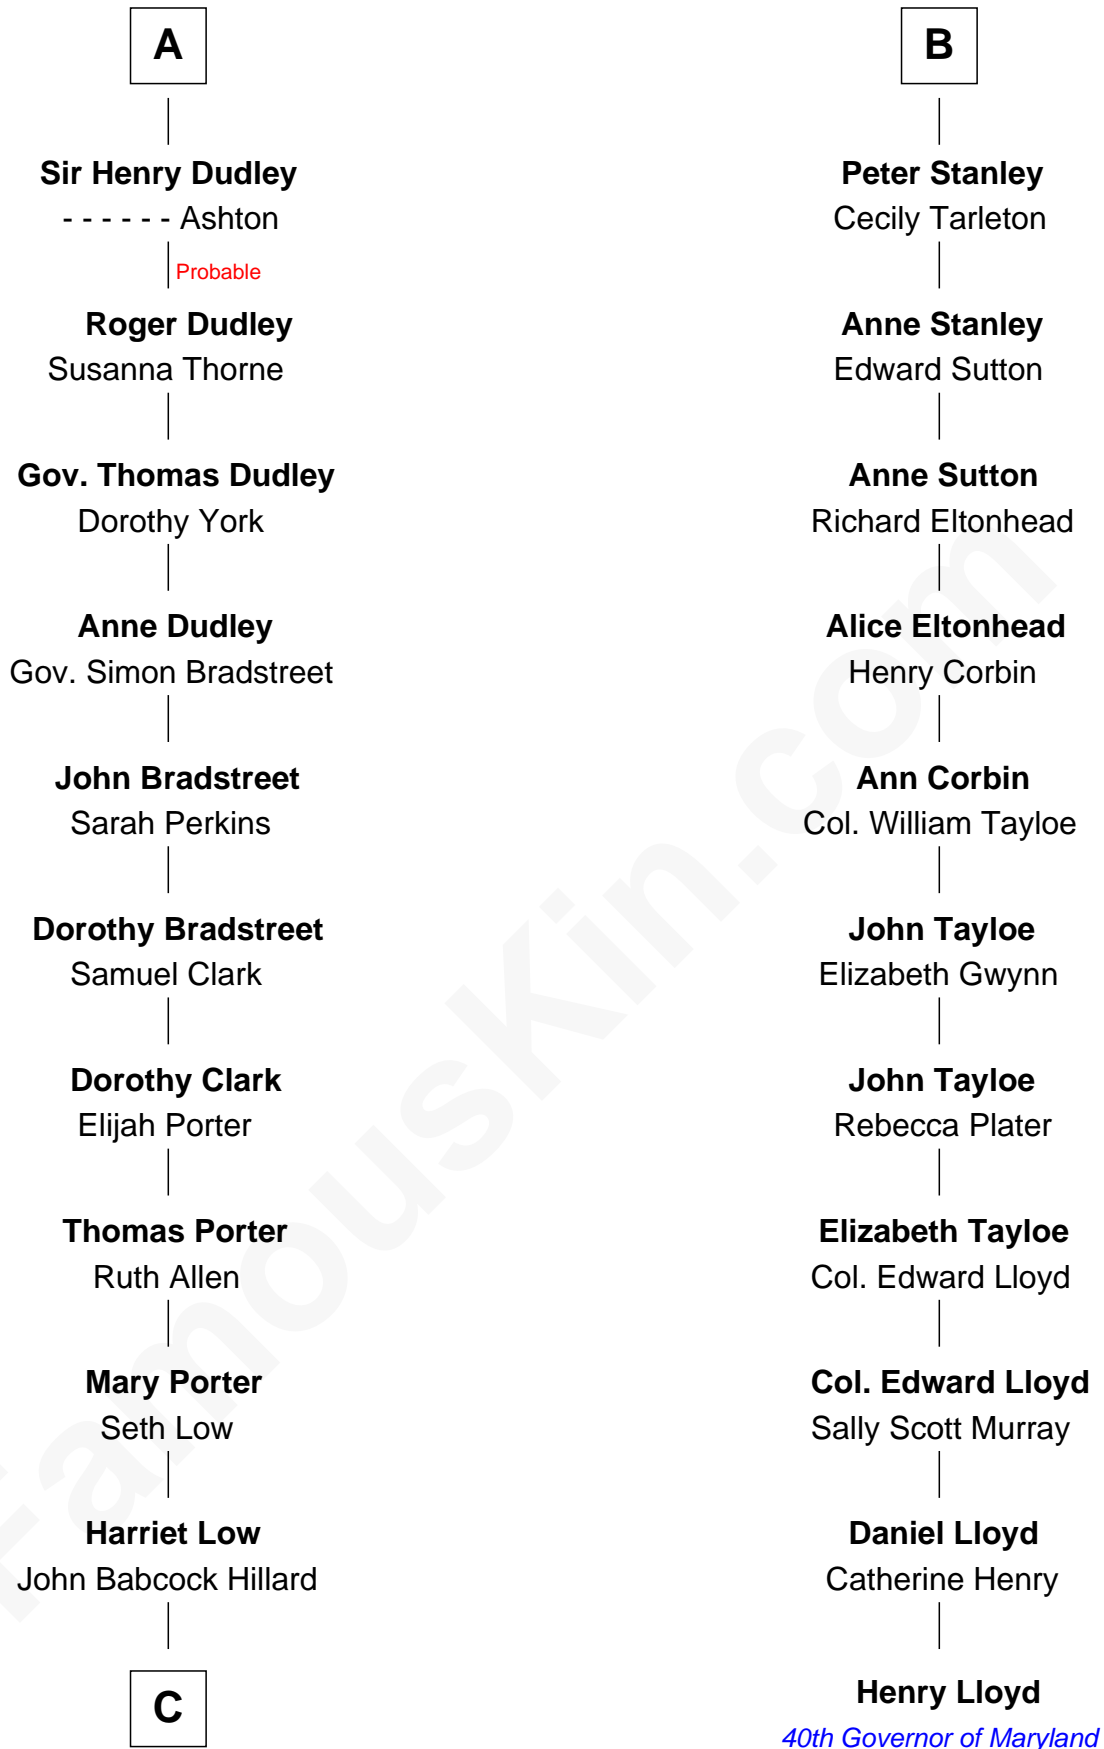 A
Sir Henry Dudley
- - - - - - Ashton
Probable
Roger Dudley
Susanna Thorne
Gov. Thomas Dudley
Dorothy York
Anne Dudley
Gov. Simon Bradstreet
John Bradstreet
Sarah Perkins
Dorothy Bradstreet
Samuel Clark
Dorothy Clark
Elijah Porter
Thomas Porter
Ruth Allen
Mary Porter
Seth Low
Harriet Low
John Babcock Hillard
C
B
Peter Stanley
Cecily Tarleton
Anne Stanley
Edward Sutton
Anne Sutton
Richard Eltonhead
Alice Eltonhead
Henry Corbin
Ann Corbin
Col. William Tayloe
John Tayloe
Elizabeth Gwynn
John Tayloe
Rebecca Plater
Elizabeth Tayloe
Col. Edward Lloyd
Col. Edward Lloyd
Sally Scott Murray
Daniel Lloyd
Catherine Henry
Henry Lloyd
40th Governor of Maryland
FamousKin.com